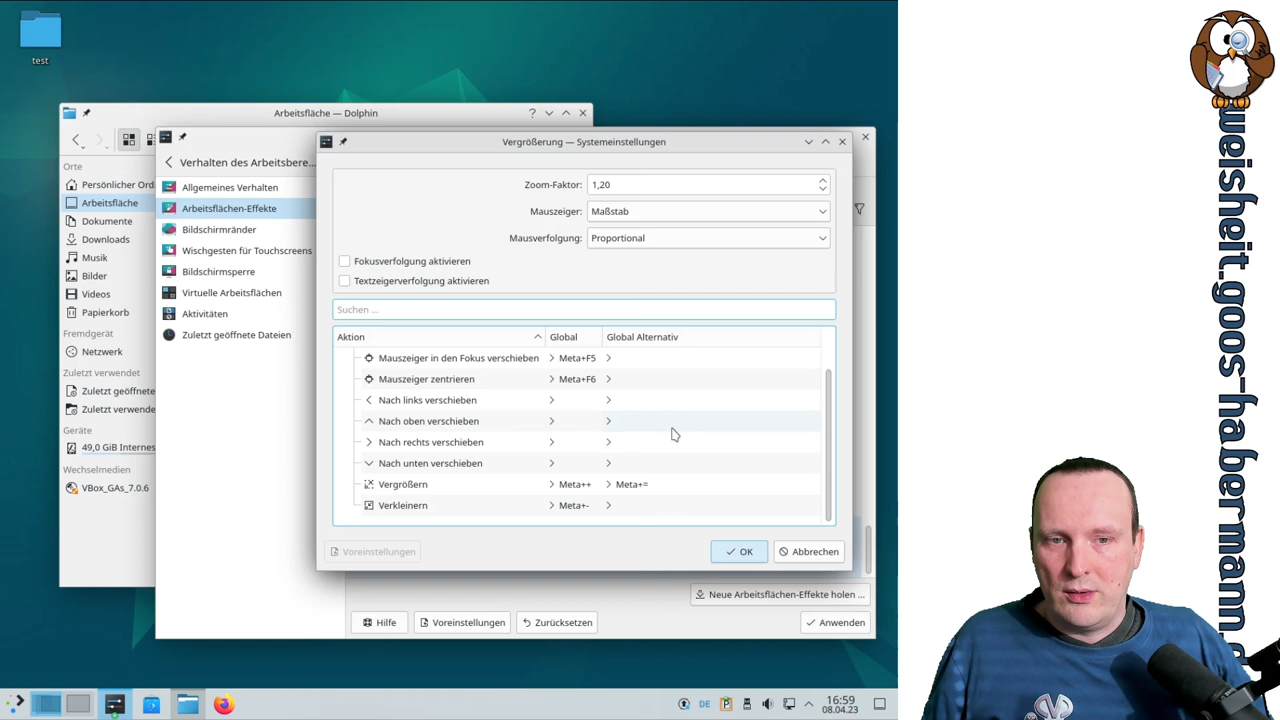 test
Arbeitsfläche — Dolphin
Orte
Persönlicher Ord
Arbeitsfläche
Dokumente
Downloads
Musik
Bilder
Videos
Papierkorb
Fremdgerät
Netzwerk
Zuletzt verwendet
Zuletzt geöffnete
Zuletzt verwende
Geräte
49,0 GiB Internes
Wechselmedien
VBox_GAs_7.0.6
Verhalten des Arbeitsbere...
Allgemeines Verhalten
Arbeitsflächen-Effekte
Bildschirmränder
Wischgesten für Touchscreens
Bildschirmsperre
Virtuelle Arbeitsflächen
Aktivitäten
Zuletzt geöffnete Dateien
Vergrößerung — Systemeinstellungen
Zoom-Faktor: 1,20
Mauszeiger: Maßstab
Mausverfolgung: Proportional
Fokusverfolgung aktivieren
Textzeigerverfolgung aktivieren
Suchen ...
Aktion Global Global Alternativ
Mauszeiger in den Fokus verschieben Meta+F5
Mauszeiger zentrieren Meta+F6
Nach links verschieben
Nach oben verschieben
Nach rechts verschieben
Nach unten verschieben
Vergrößern Meta++ Meta+=
Verkleinern Meta+-
Voreinstellungen OK Abbrechen
Neue Arbeitsflächen-Effekte holen ...
Hilfe Voreinstellungen Zurücksetzen Anwenden
DE 16:59
08.04.23
weisheit.goos-habermann.d